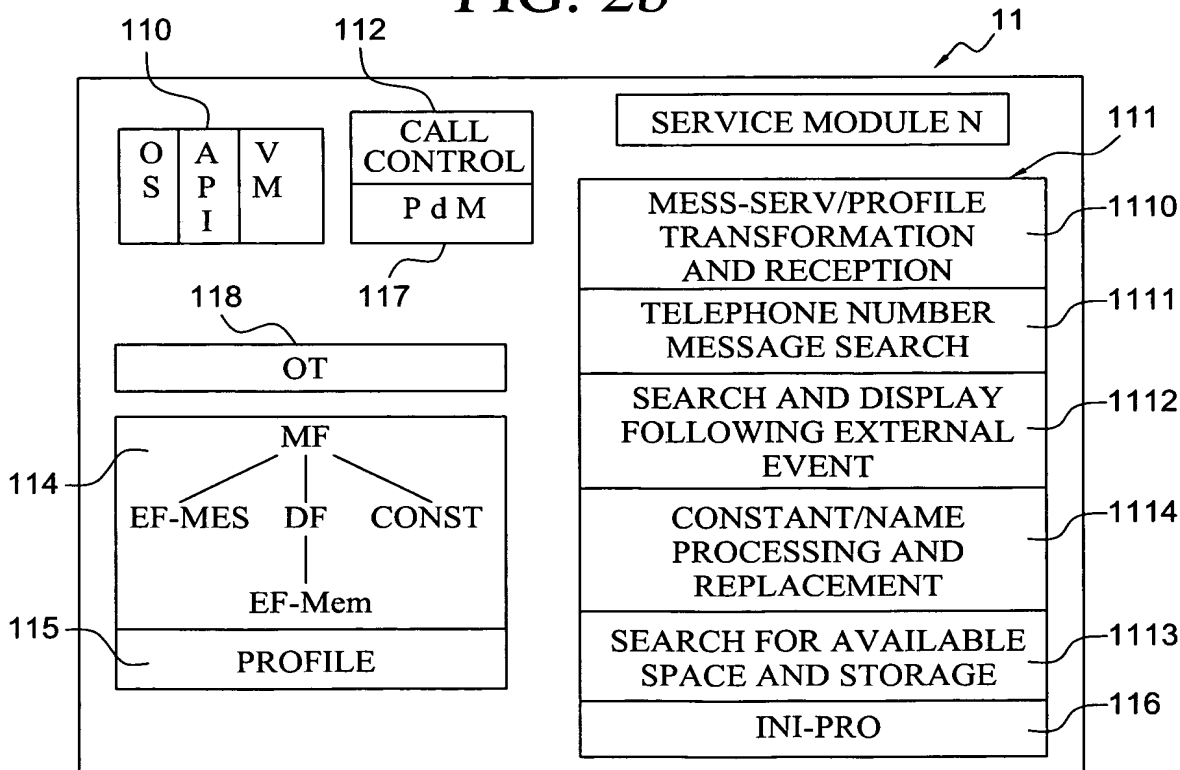 FIG. 2b
110
112
11
O S
A P I
V M
CALL
CONTROL
P d M
117
118
OT
114
MF
EF-MES DF CONST
EF-Mem
115
PROFILE
SERVICE MODULE N
111
MESS-SERV/PROFILE
TRANSFORMATION
AND RECEPTION
1110
TELEPHONE NUMBER
MESSAGE SEARCH
1111
SEARCH AND DISPLAY
FOLLOWING EXTERNAL
EVENT
1112
CONSTANT/NAME
PROCESSING AND
REPLACEMENT
1114
SEARCH FOR AVAILABLE
SPACE AND STORAGE
1113
INI-PRO
116